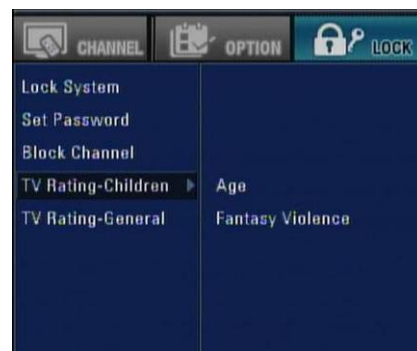 CHANNEL OPTION LOCK
Lock System
Set Password
Block Channel
TV Rating-Children Age
TV Rating-General Fantasy Violence